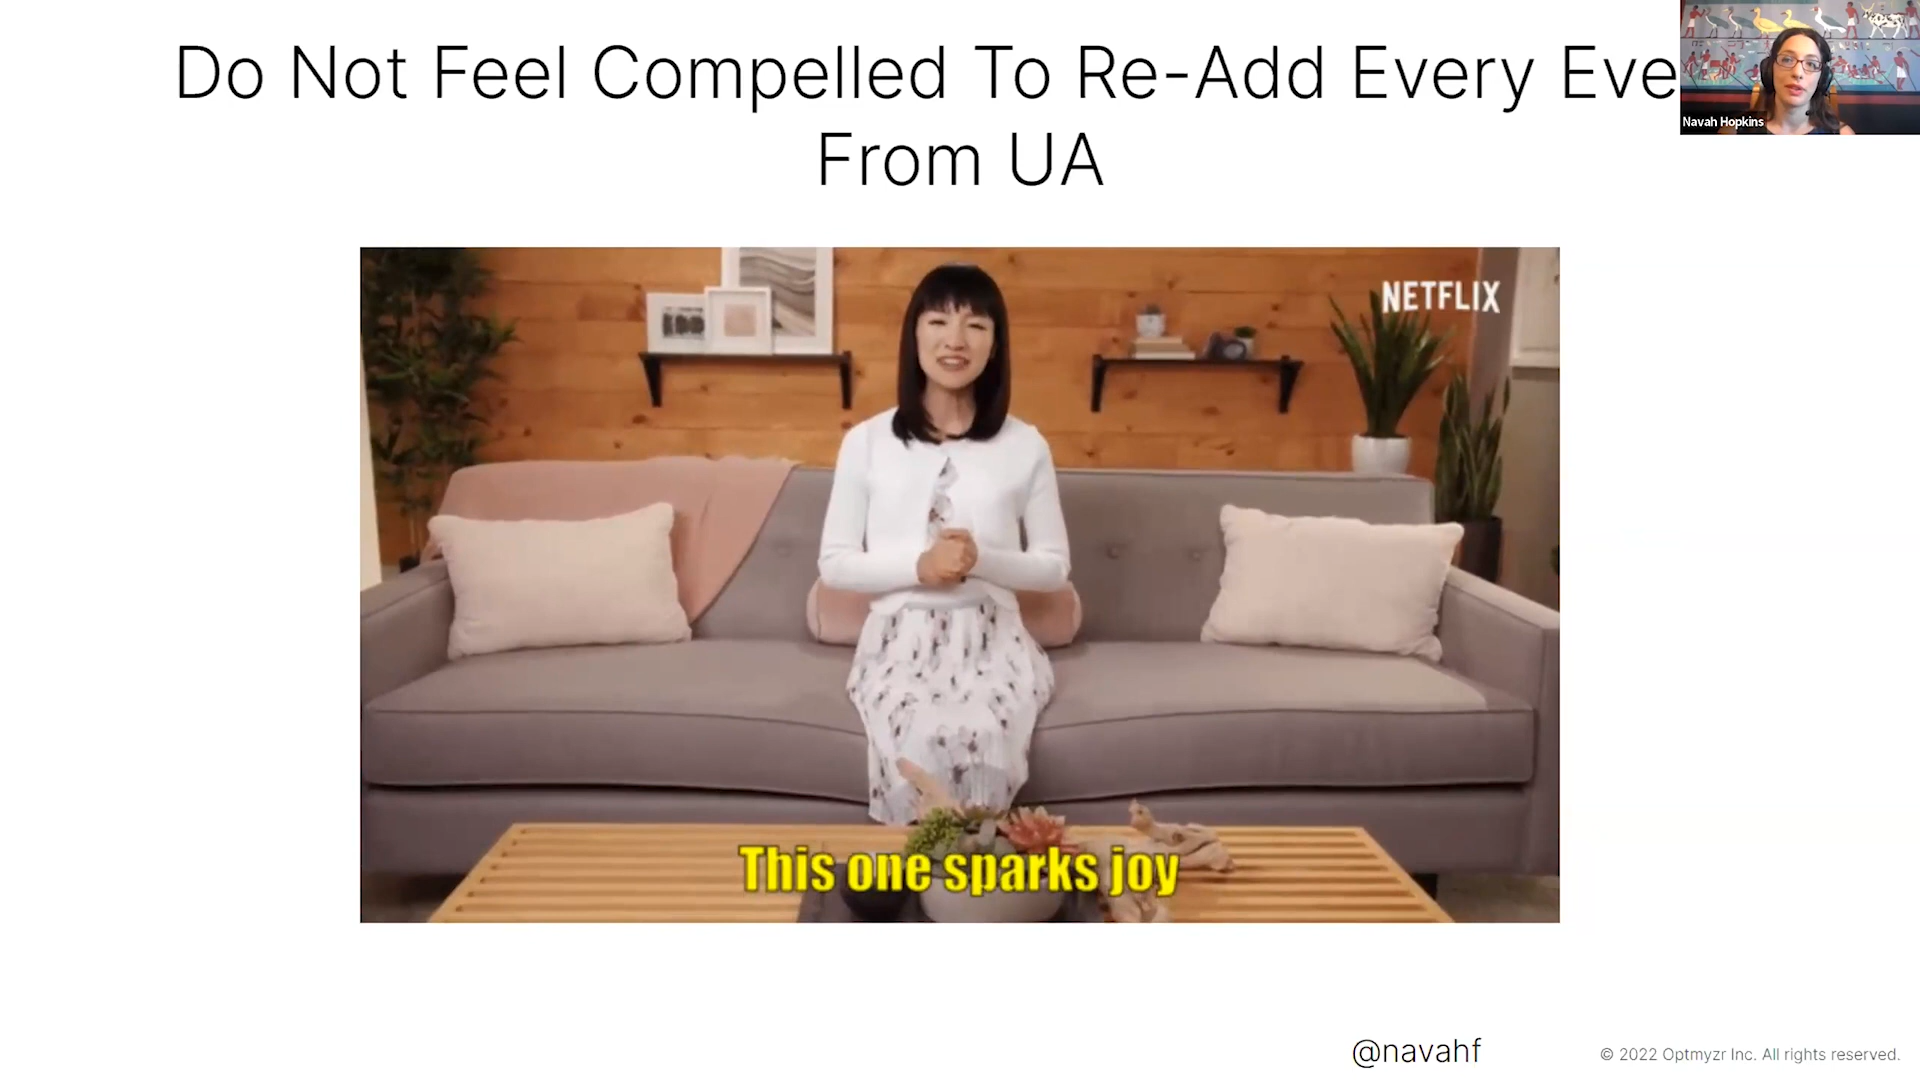 Do Not Feel Compelled To Re-Add Every Eve
From UA
Navah Hopkins
NETFLIX
This one sparks joy
@navahf
© 2022 Optmyzr Inc. All rights reserved.